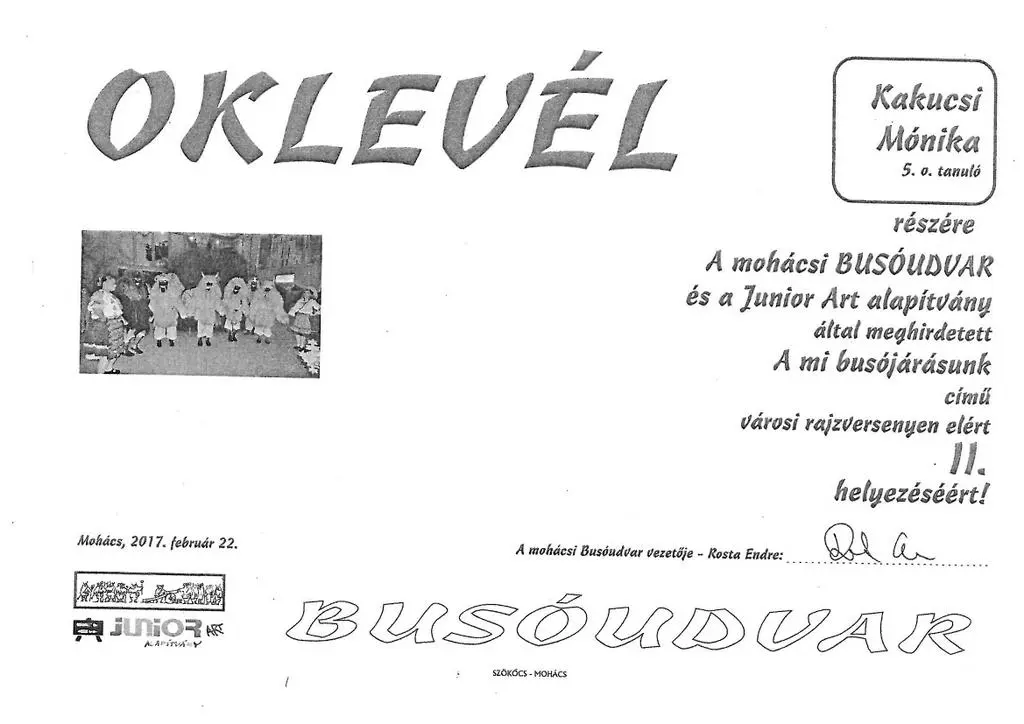 OKLEVÉL
Kakucsi
Mónika
5. o. tanuló
részére
A mohácsi BUSÓUDVAR
és a Junior Art alapítvány
által meghirdetett
A mi busójárásunk
című
városi rajzversenyen elért
II.
helyezéséért!
Mohács, 2017. február 22.
A mohácsi Busóudvar vezetője - Rosta Endre:
JUNIOR ART
ALAPÍTVÁNY
BUSÓUDVAR
SZÖKŐCS - MOHÁCS